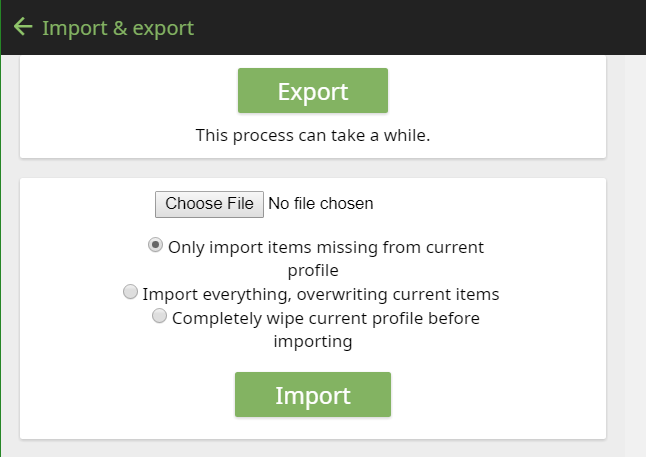 Import & export
Export
This process can take a while.
Choose File No file chosen
Only import items missing from current
profile
Import everything, overwriting current items
Completely wipe current profile before
importing
Import